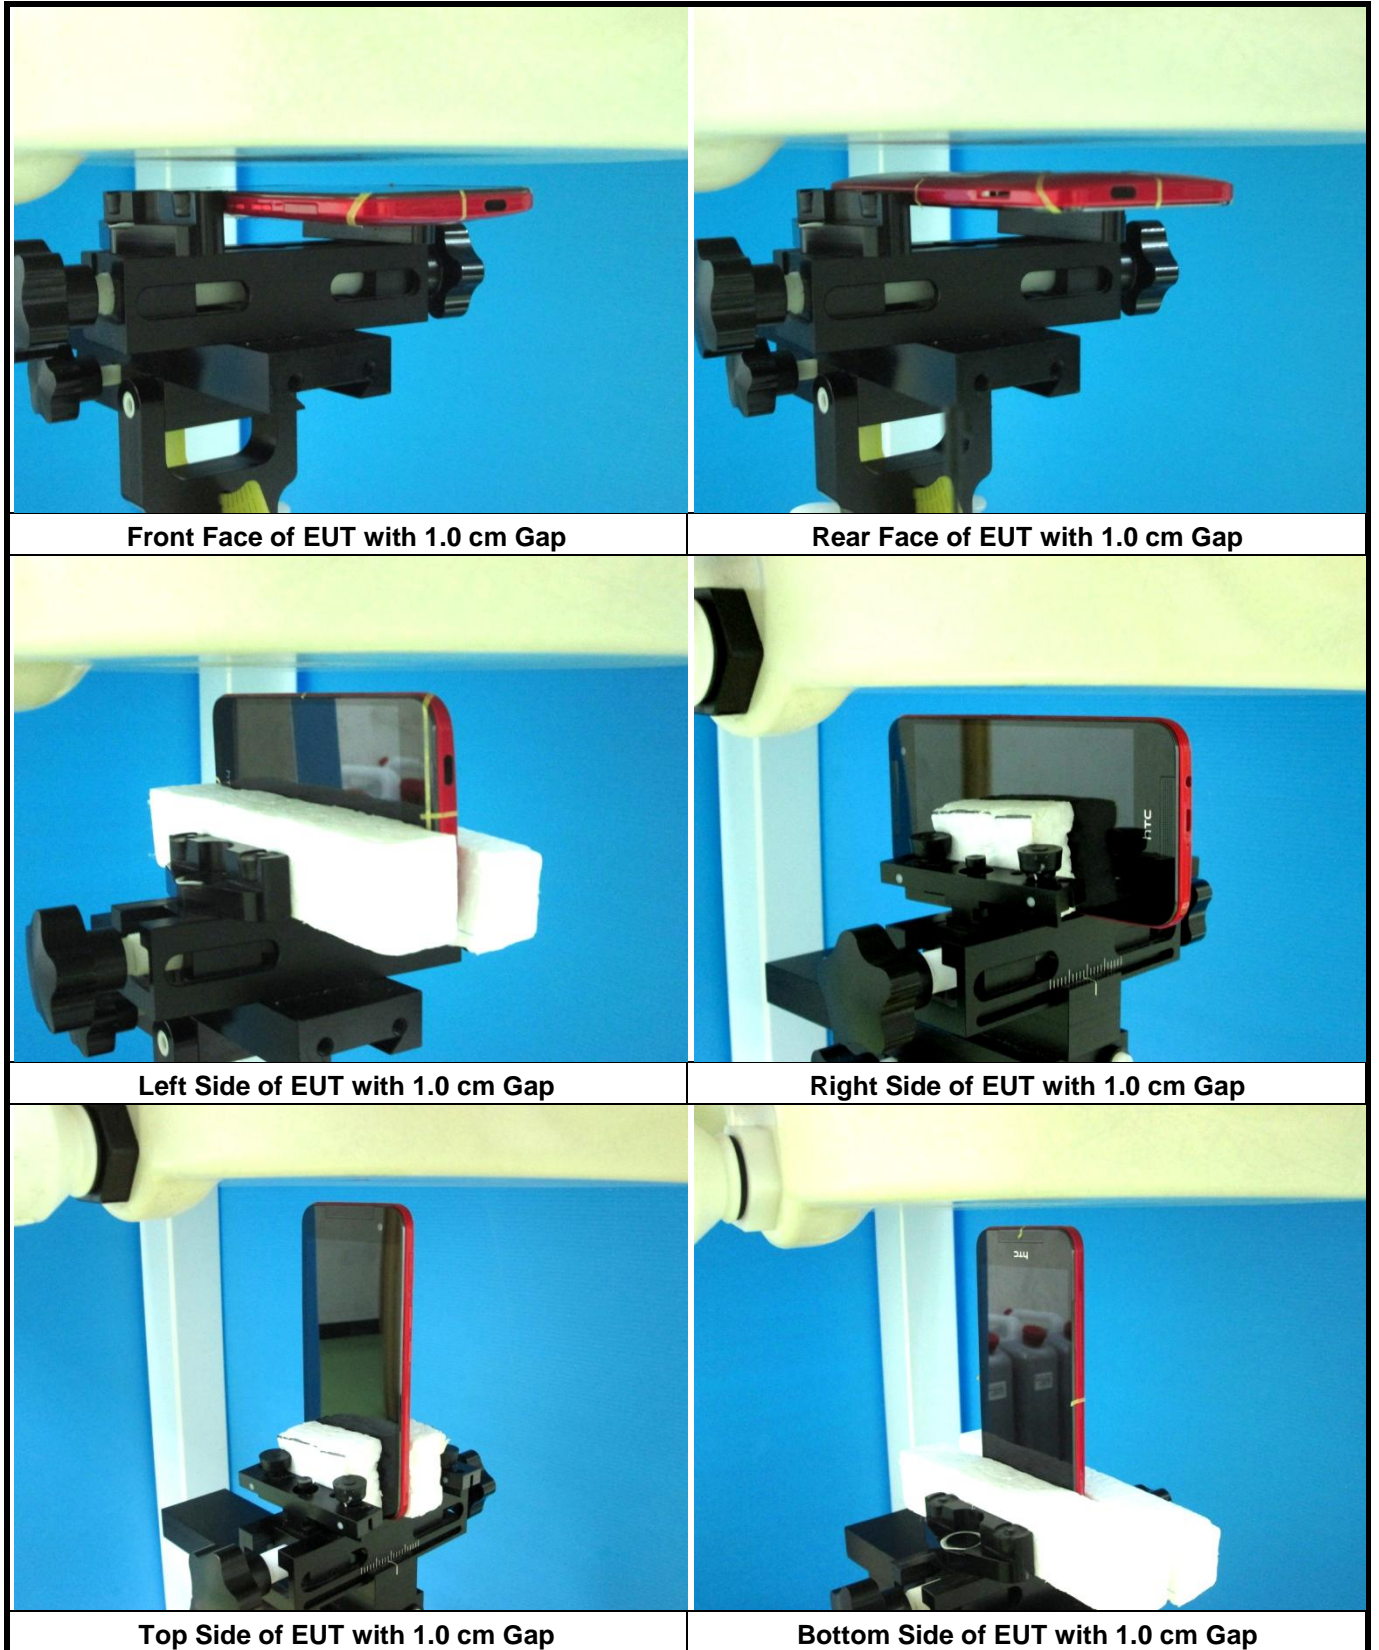 Front Face of EUT with 1.0 cm Gap
Rear Face of EUT with 1.0 cm Gap
Left Side of EUT with 1.0 cm Gap
hTC
Right Side of EUT with 1.0 cm Gap
hTC
Top Side of EUT with 1.0 cm Gap
Bottom Side of EUT with 1.0 cm Gap